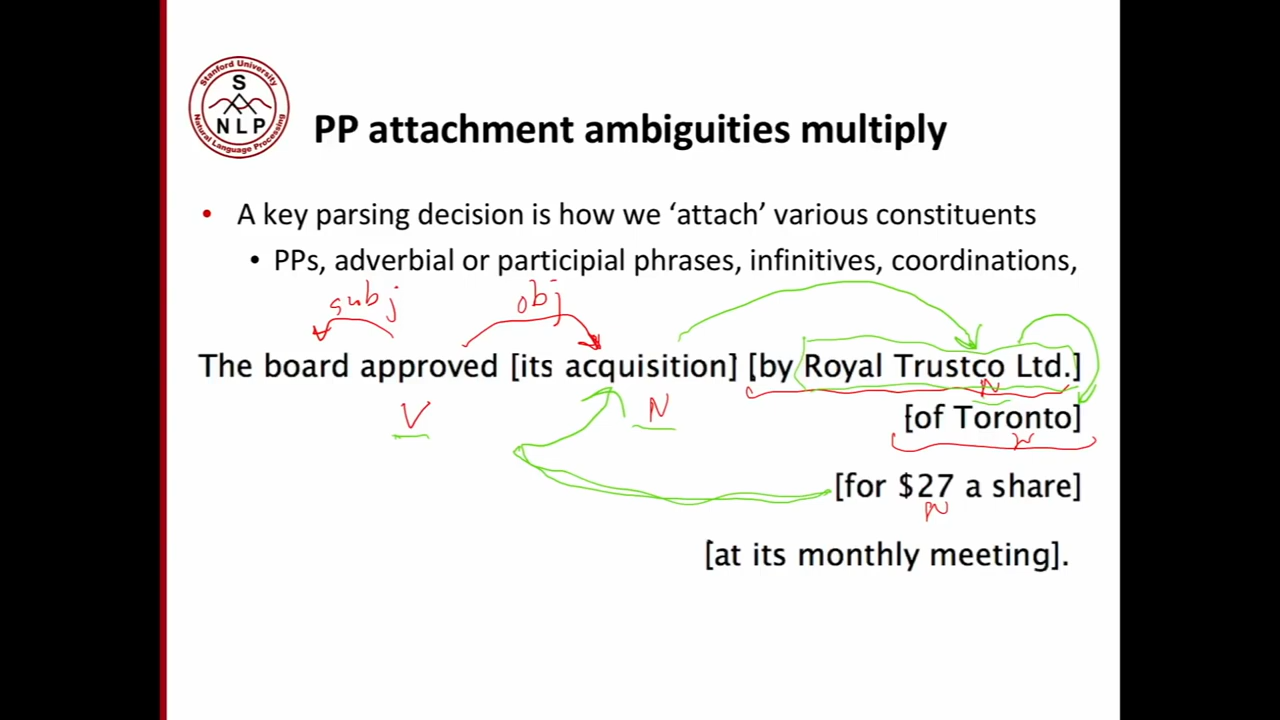 Stanford University
S
NLP
Natural Language Processing
PP attachment ambiguities multiply
• A key parsing decision is how we ‘attach’ various constituents
• PPs, adverbial or participial phrases, infinitives, coordinations,
subj obj
The board approved [its acquisition] [by Royal Trustco Ltd.]
N
V N [of Toronto]
[for $27 a share]
N
[at its monthly meeting].